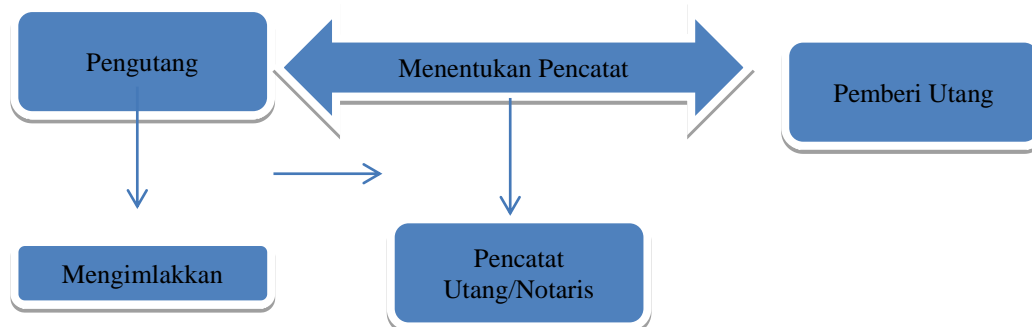 Pengutang
Menentukan Pencatat
Pemberi Utang
Mengimlakkan
Pencatat
Utang/Notaris